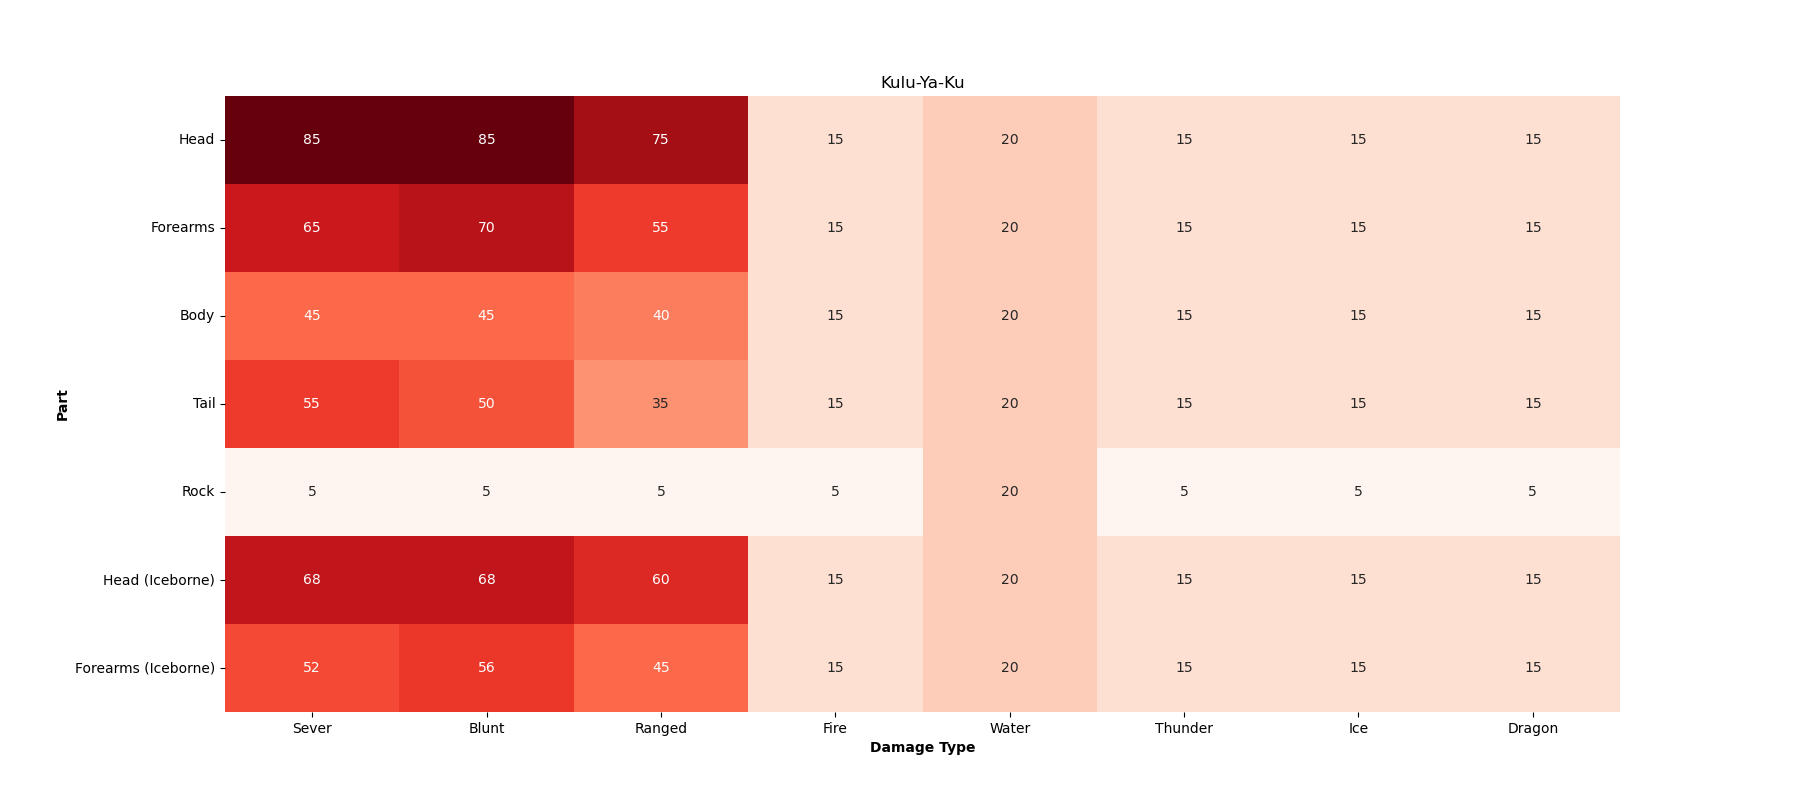 Kulu-Ya-Ku
Part
Head 85 85 75 15 20 15 15 15
Forearms 65 70 55 15 20 15 15 15
Body 45 45 40 15 20 15 15 15
Tail 55 50 35 15 20 15 15 15
Rock 5 5 5 5 20 5 5 5
Head (Iceborne) 68 68 60 15 20 15 15 15
Forearms (Iceborne) 52 56 45 15 20 15 15 15
Sever Blunt Ranged Fire Water Thunder Ice Dragon
Damage Type